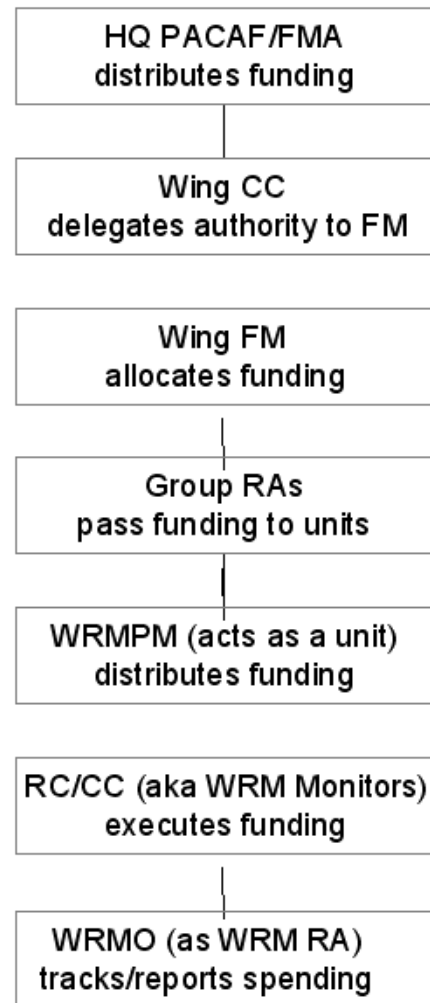 HQ PACAF/FMA
distributes funding
Wing CC
delegates authority to FM
Wing FM
allocates funding
Group RAs
pass funding to units
WRMPM (acts as a unit)
distributes funding
RC/CC (aka WRM Monitors)
executes funding
WRMO (as WRM RA)
tracks/reports spending